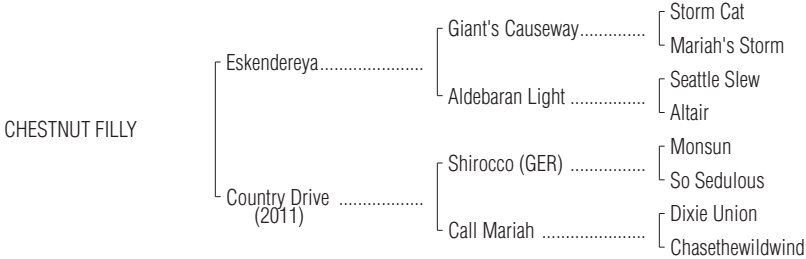 Storm Cat
Giant's Causeway..............
Mariah's Storm
Eskendereya......................
Seattle Slew
Aldebaran Light ................
Altair
CHESTNUT FILLY
Monsun
Shirocco (GER) ................
So Sedulous
Country Drive ..................
(2011)
Dixie Union
Call Mariah ......................
Chasethewildwind